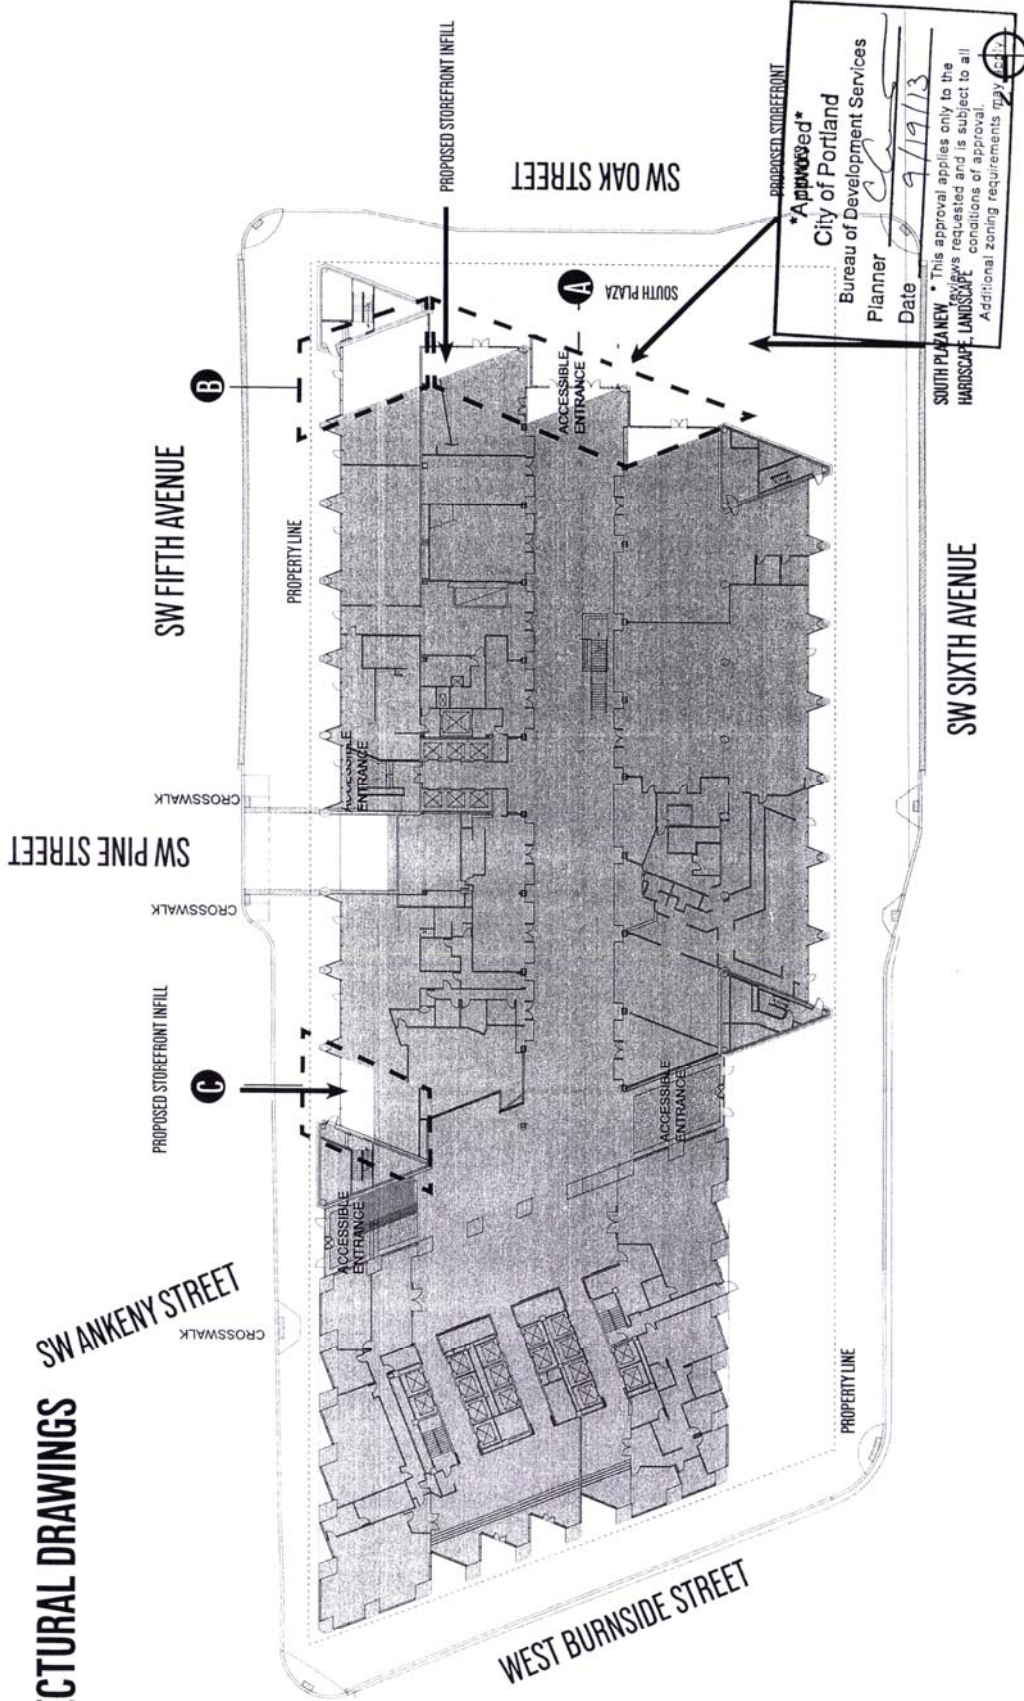 CTURAL DRAWINGS
SW ANKENY STREET
CROSSWALK
PROPOSED STOREFRONT INFILL
C
ACCESSIBLE
ENTRANCE
SW PINE STREET
CROSSWALK
CROSSWALK
ACCESSIBLE
ENTRANCE
SW FIFTH AVENUE
PROPERTY LINE
B
PROPOSED STOREFRONT INFILL
SW OAK STREET
A
SOUTH PLAZA
ACCESSIBLE
ENTRANCE
PROPOSED STOREFRONT
*Approved*
City of Portland
Bureau of Development Services
Planner
Date 9/19/13
* This approval applies only to the
reviews requested and is subject to all
conditions of approval.
Additional zoning requirements may apply.
SOUTH PLAZA NEW
HARDSCAPE, LANDSCAPE
SW SIXTH AVENUE
ACCESSIBLE
ENTRANCE
PROPERTY LINE
WEST BURNSIDE STREET